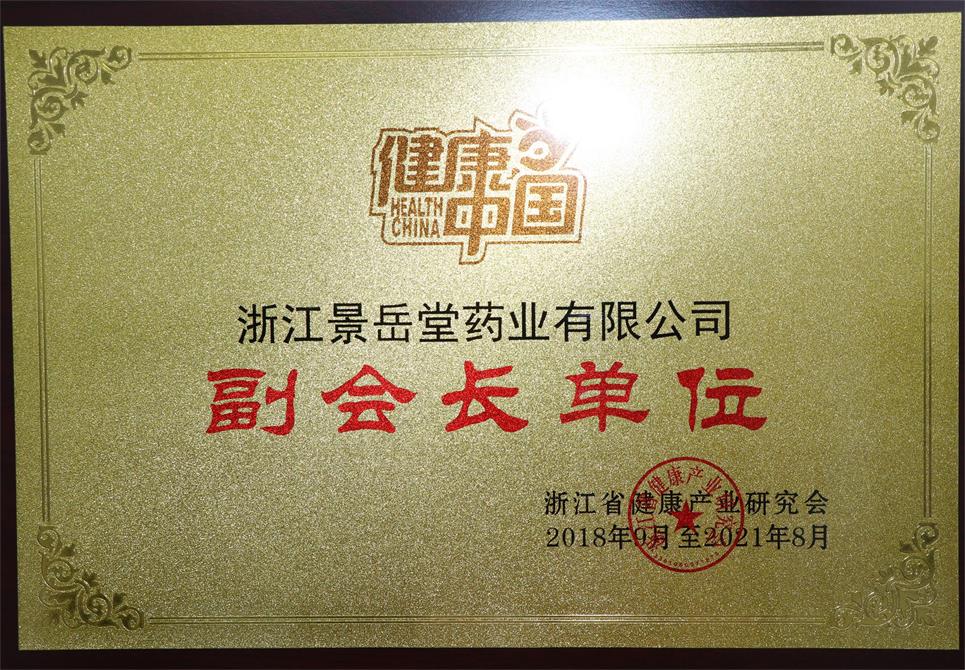 健康
HEALTH
CHINA
中国
浙江景岳堂药业有限公司
副会长单位
浙江省健康产业研究会
2018年9月至2021年8月